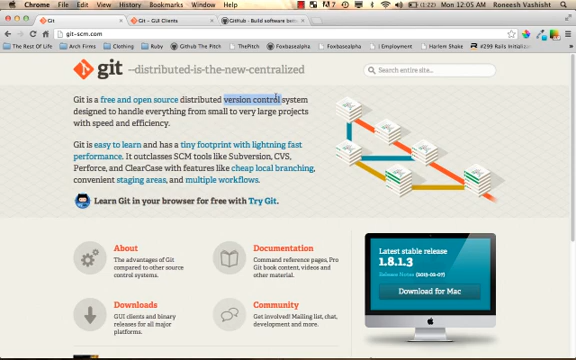 Chrome File Edit View History Bookmarks Window Help (1:22) Mon 12:05 AM Roneesh Vashisht
Git
Git - GUI Clients
GitHub · Build software bet
git-scm.com
The Rest Of Life
Arch Firms
Clothing
Daily
Github The Pitch
ThePitch
Foxbasealpha
Foxbasealpha
Employment
Harlem Shake
#299 Rails Initializ
git --distributed-is-the-new-centralized
Search entire site...
Git is a free and open source distributed version control system
designed to handle everything from small to very large projects
with speed and efficiency.
Git is easy to learn and has a tiny footprint with lightning fast
performance. It outclasses SCM tools like Subversion, CVS,
Perforce, and ClearCase with features like cheap local branching,
convenient staging areas, and multiple workflows.
Learn Git in your browser for free with Try Git.
About
The advantages of Git
compared to other source
control systems.
Documentation
Command reference pages, Pro
Git book content, videos and
other material.
Downloads
GUI clients and binary
releases for all major
platforms.
Community
Get involved! Mailing list, chat,
development and more.
Latest stable release
1.8.1.3
Release Notes (2013-02-07)
Download for Mac